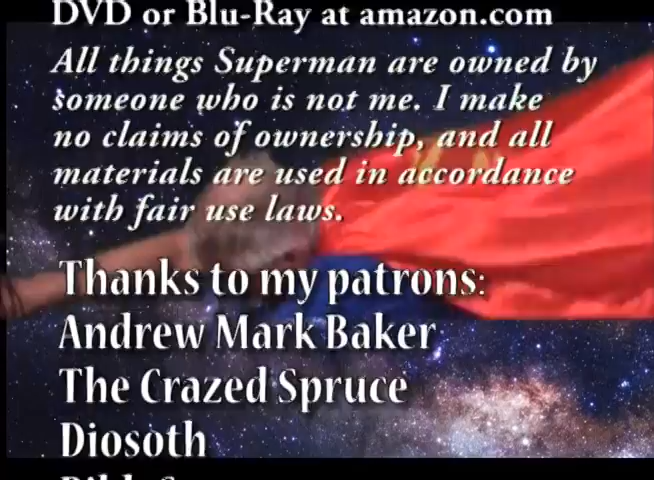 DVD or Blu-Ray at amazon.com
All things Superman are owned by
someone who is not me. I make
no claims of ownership, and all
materials are used in accordance
with fair use laws.
Thanks to my patrons:
Andrew Mark Baker
The Crazed Spruce
Diosoth